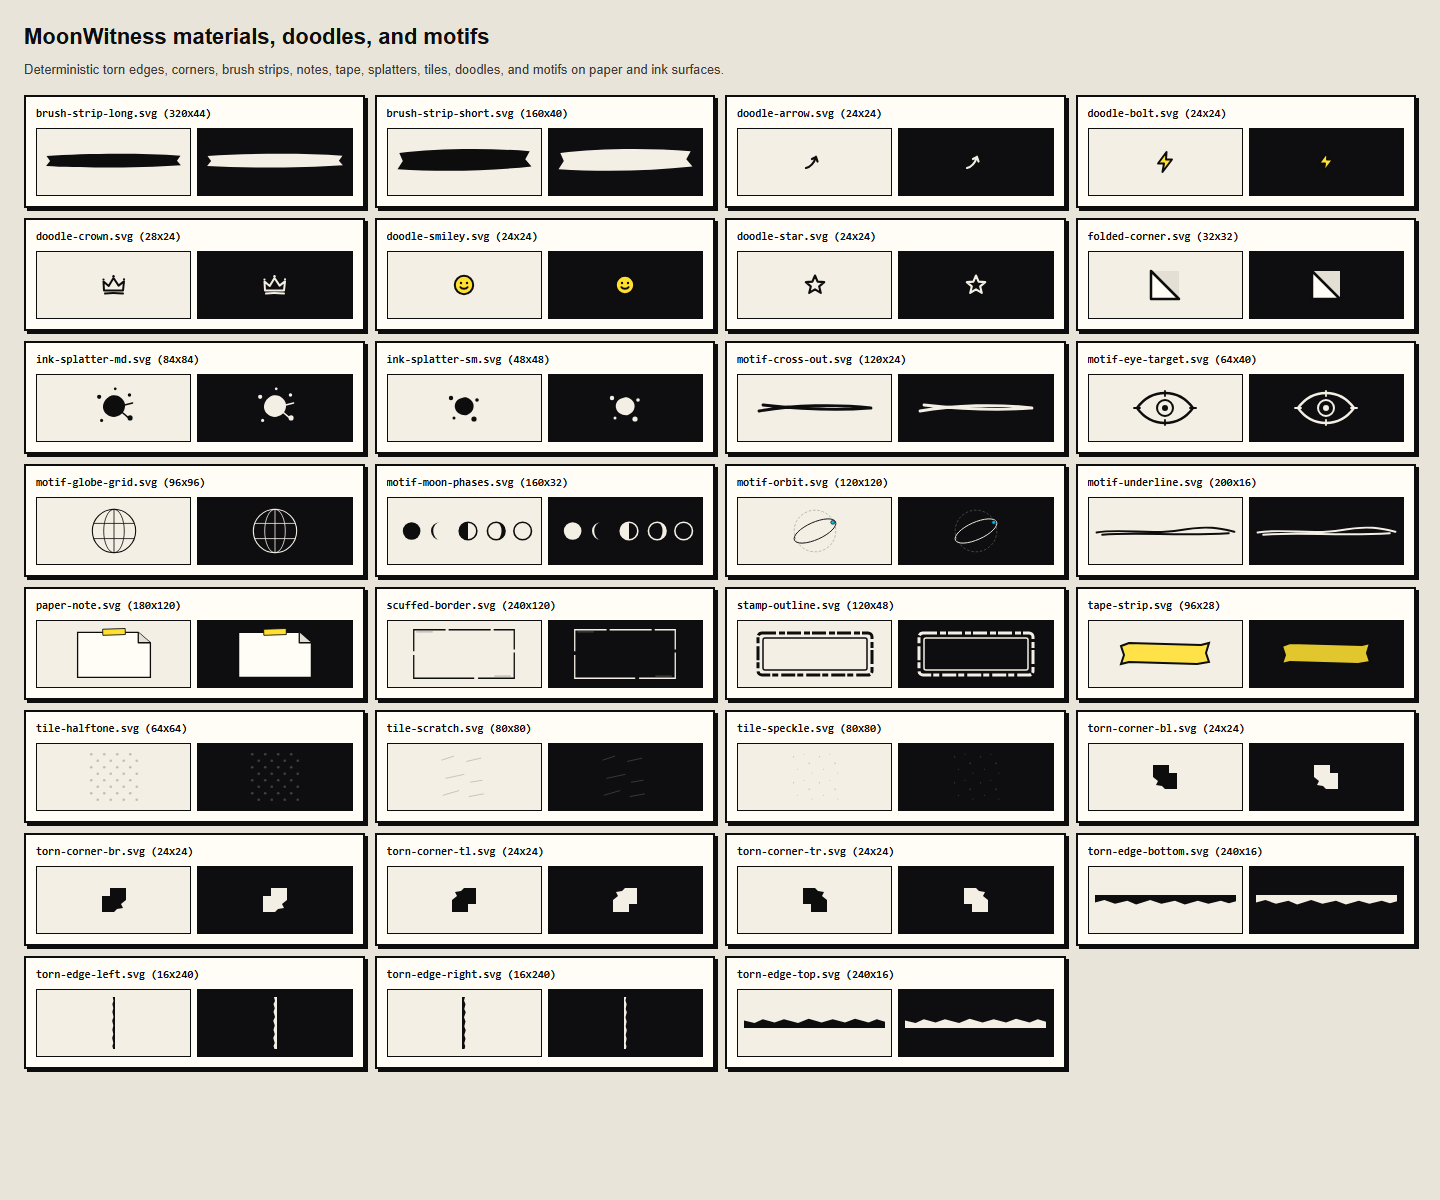 MoonWitness materials, doodles, and motifs
Deterministic torn edges, corners, brush strips, notes, tape, splatters, tiles, doodles, and motifs on paper and ink surfaces.
brush-strip-long.svg (320x44)
brush-strip-short.svg (160x40)
doodle-arrow.svg (24x24)
doodle-bolt.svg (24x24)
doodle-crown.svg (28x24)
doodle-smiley.svg (24x24)
doodle-star.svg (24x24)
folded-corner.svg (32x32)
ink-splatter-md.svg (84x84)
ink-splatter-sm.svg (48x48)
motif-cross-out.svg (120x24)
motif-eye-target.svg (64x40)
motif-globe-grid.svg (96x96)
motif-moon-phases.svg (160x32)
motif-orbit.svg (120x120)
motif-underline.svg (200x16)
paper-note.svg (180x120)
scuffed-border.svg (240x120)
stamp-outline.svg (120x48)
tape-strip.svg (96x28)
tile-halftone.svg (64x64)
tile-scratch.svg (80x80)
tile-speckle.svg (80x80)
torn-corner-bl.svg (24x24)
torn-corner-br.svg (24x24)
torn-corner-tl.svg (24x24)
torn-corner-tr.svg (24x24)
torn-edge-bottom.svg (240x16)
torn-edge-left.svg (16x240)
torn-edge-right.svg (16x240)
torn-edge-top.svg (240x16)